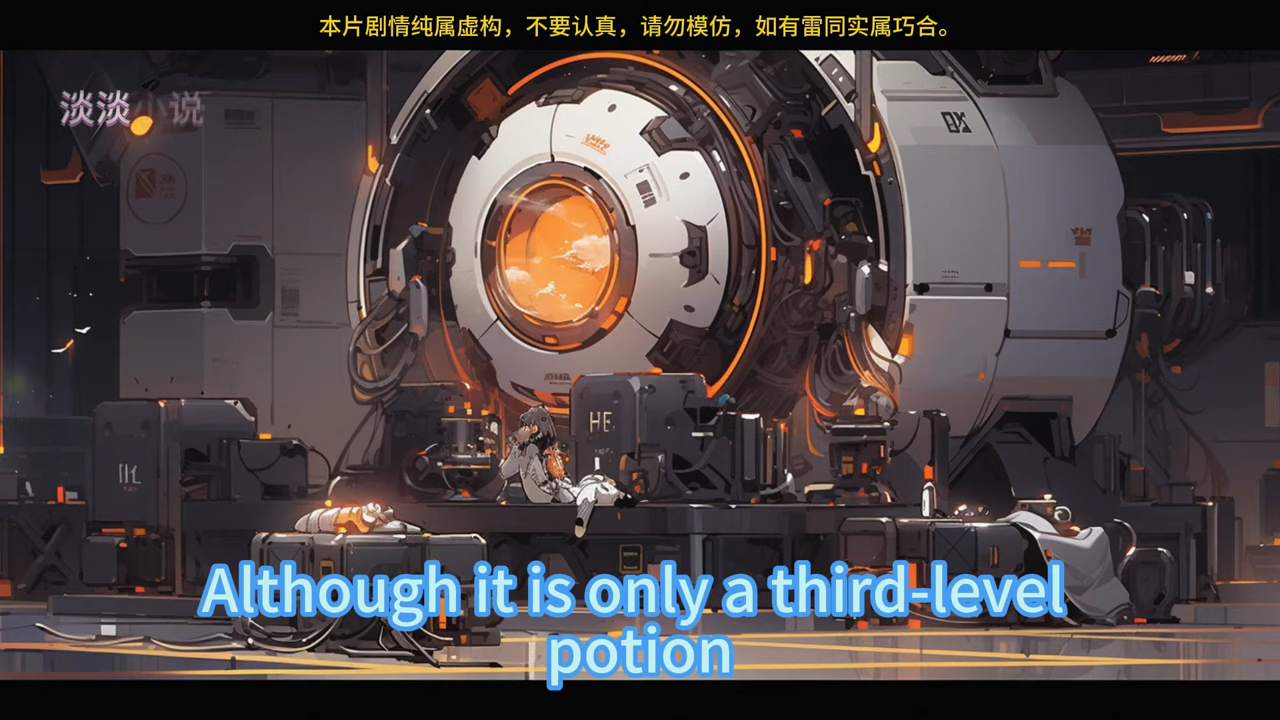 本片剧情纯属虚构，不要认真，请勿模仿，如有雷同实属巧合。
淡淡小说
HE
Although it is only a third-level
potion